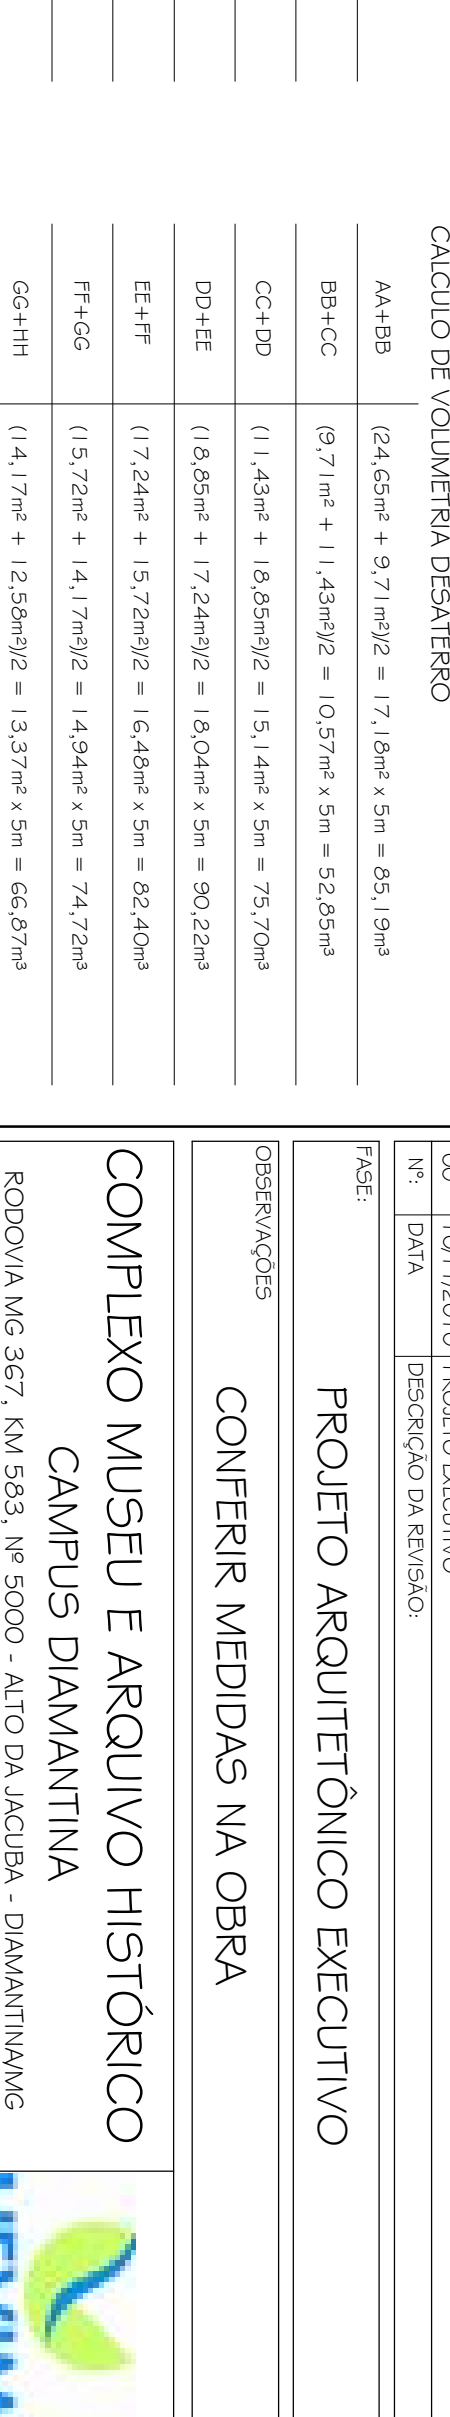 CALCULO DE VOLUMETRIA DESATERRO
AA+BB (24,65m² + 9,71m²)/2 = 17,18m² x 5m = 85,19m³
BB+CC (9,71m² + 11,43m²)/2 = 10,57m² x 5m = 52,85m³
CC+DD (11,43m² + 18,85m²)/2 = 15,14m² x 5m = 75,70m³
DD+EE (18,85m² + 17,24m²)/2 = 18,04m² x 5m = 90,22m³
EE+FF (17,24m² + 15,72m²)/2 = 16,48m² x 5m = 82,40m³
FF+GG (15,72m² + 14,17m²)/2 = 14,94m² x 5m = 74,72m³
GG+HH (14,17m² + 12,58m²)/2 = 13,37m² x 5m = 66,87m³
PROJETO EXECUTIVO
Nº: DATA DESCRIÇÃO DA REVISÃO:
FASE:
PROJETO ARQUITETÔNICO EXECUTIVO
OBSERVAÇÕES
CONFERIR MEDIDAS NA OBRA
COMPLEXO MUSEU E ARQUIVO HISTÓRICO
CAMPUS DIAMANTINA
RODOVIA MG 367, KM 583, Nº 5000 - ALTO DA JACUBA - DIAMANTINA/MG